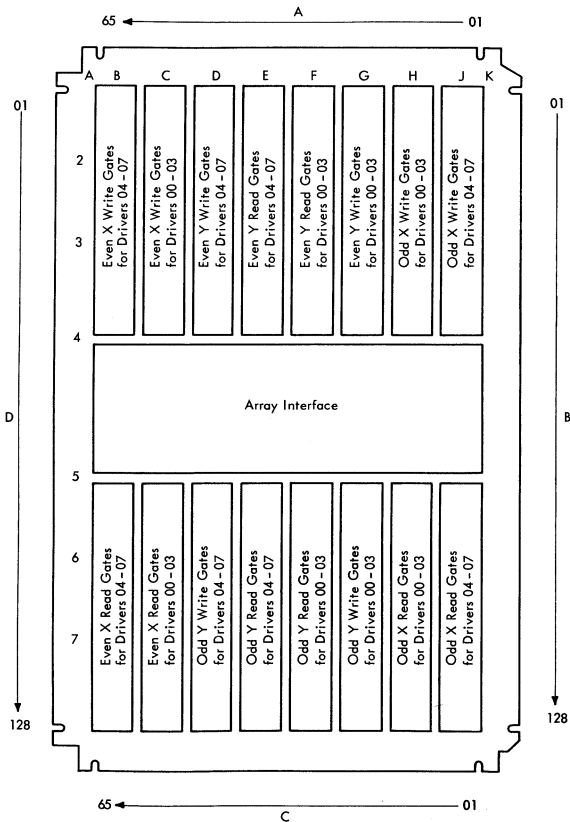 A
65 01
A B C D E F G H J K
01 01
2
3
Even X Write Gates
for Drivers 04-07
Even X Write Gates
for Drivers 00-03
Even Y Write Gates
for Drivers 04-07
Even Y Read Gates
for Drivers 04-07
Even Y Read Gates
for Drivers 00-03
Even Y Write Gates
for Drivers 00-03
Odd X Write Gates
for Drivers 00-03
Odd X Write Gates
for Drivers 04-07
4
Array Interface
D B
5
6
7
Even X Read Gates
for Drivers 04-07
Even X Read Gates
for Drivers 00-03
Odd Y Write Gates
for Drivers 04-07
Odd Y Read Gates
for Drivers 04-07
Odd Y Read Gates
for Drivers 00-03
Odd Y Write Gates
for Drivers 00-03
Odd X Read Gates
for Drivers 00-03
Odd X Read Gates
for Drivers 04-07
128 128
65 01
C